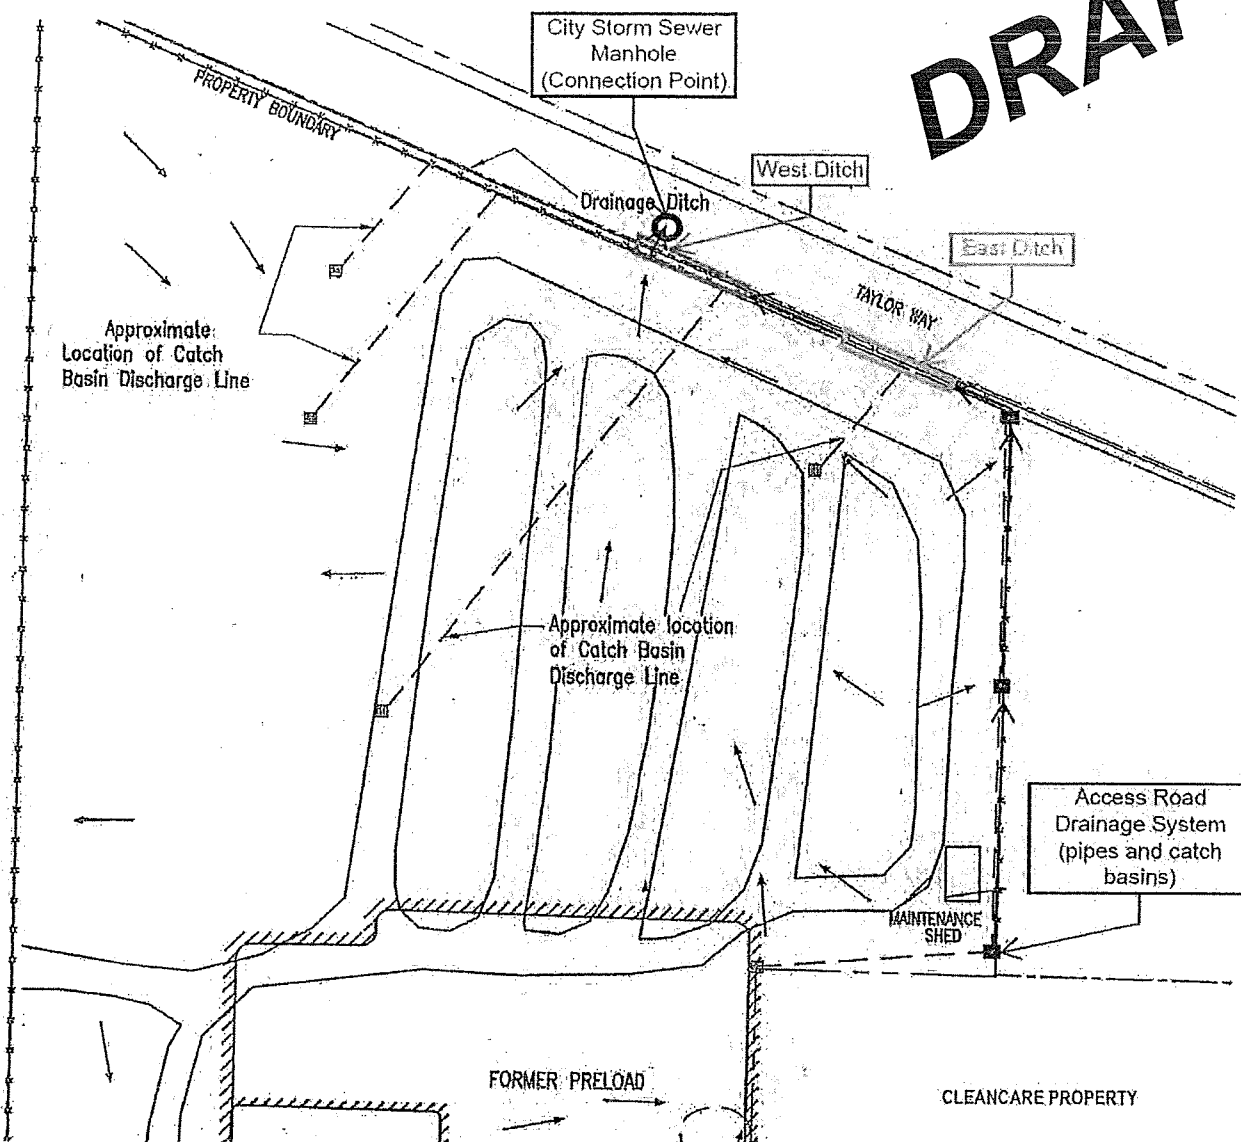 City Storm Sewer
Manhole
(Connection Point)
PROPERTY BOUNDARY
West Ditch
Drainage Ditch
East Ditch
TAYLOR WAY
Approximate
Location of Catch
Basin Discharge Line
Approximate location
of Catch Basin
Discharge Line
Access Road
Drainage System
(pipes and catch
basins)
MAINTENANCE
SHED
FORMER PRELOAD
CLEANCARE PROPERTY